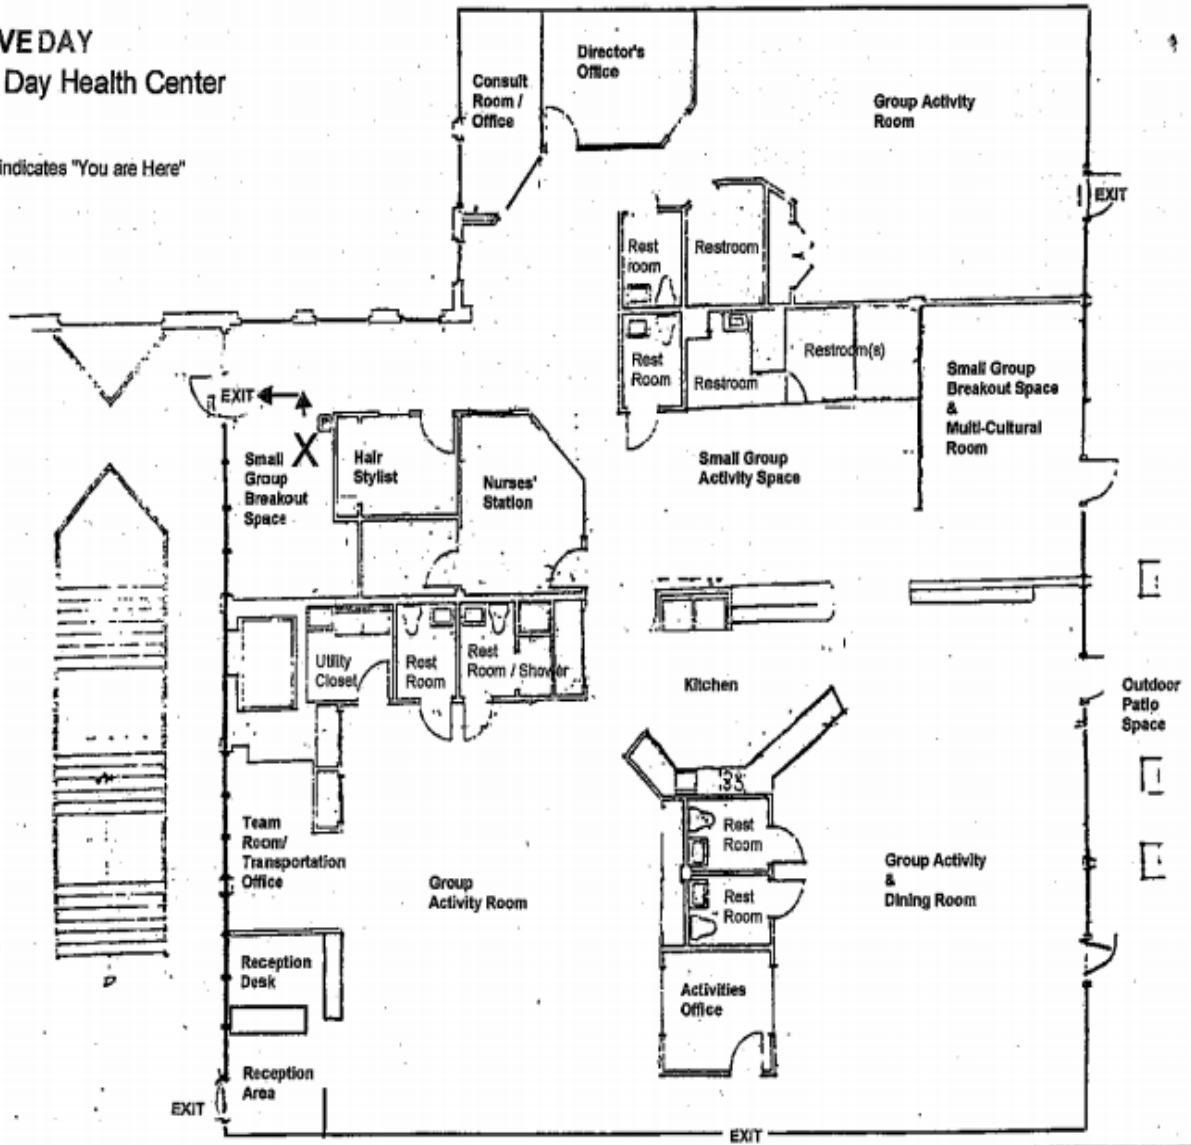 VE DAY
Day Health Center
indicates "You are Here"
Consult
Room /
Office
Director's
Office
Group Activity
Room
EXIT
Rest
room
Restroom
Rest
Room
Restroom
Restroom(s)
Small Group
Breakout Space
&
Multi-Cultural
Room
EXIT
X
Small
Group
Breakout
Space
Hair
Stylist
Nurses'
Station
Small Group
Activity Space
Utility
Closet
Rest
Room
Rest
Room / Shower
Kitchen
Outdoor
Patio
Space
Team
Room/
Transportation
Office
Group
Activity Room
Rest
Room
Rest
Room
Group Activity
&
Dining Room
Reception
Desk
Activities
Office
Reception
Area
EXIT
EXIT